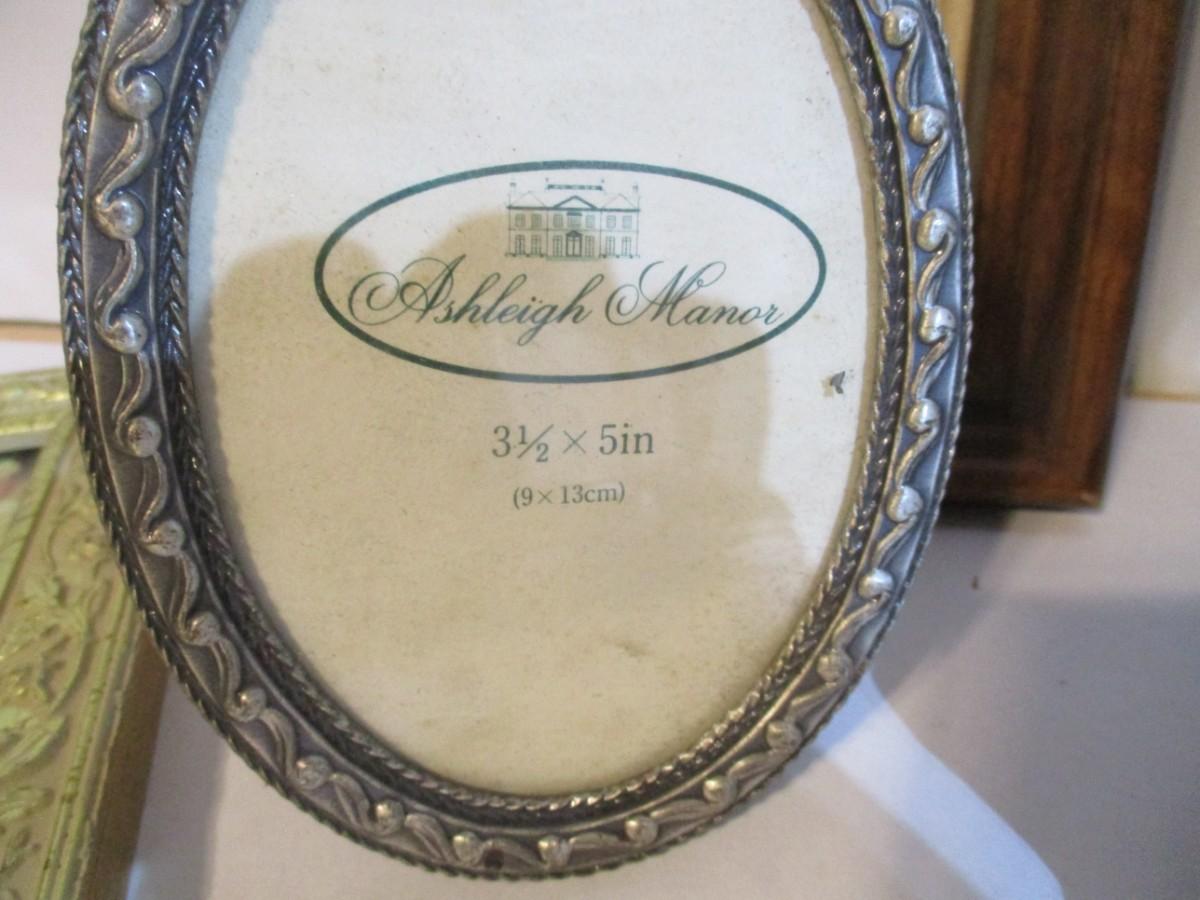 Ashleigh Manor
3½ × 5in
(9×13cm)